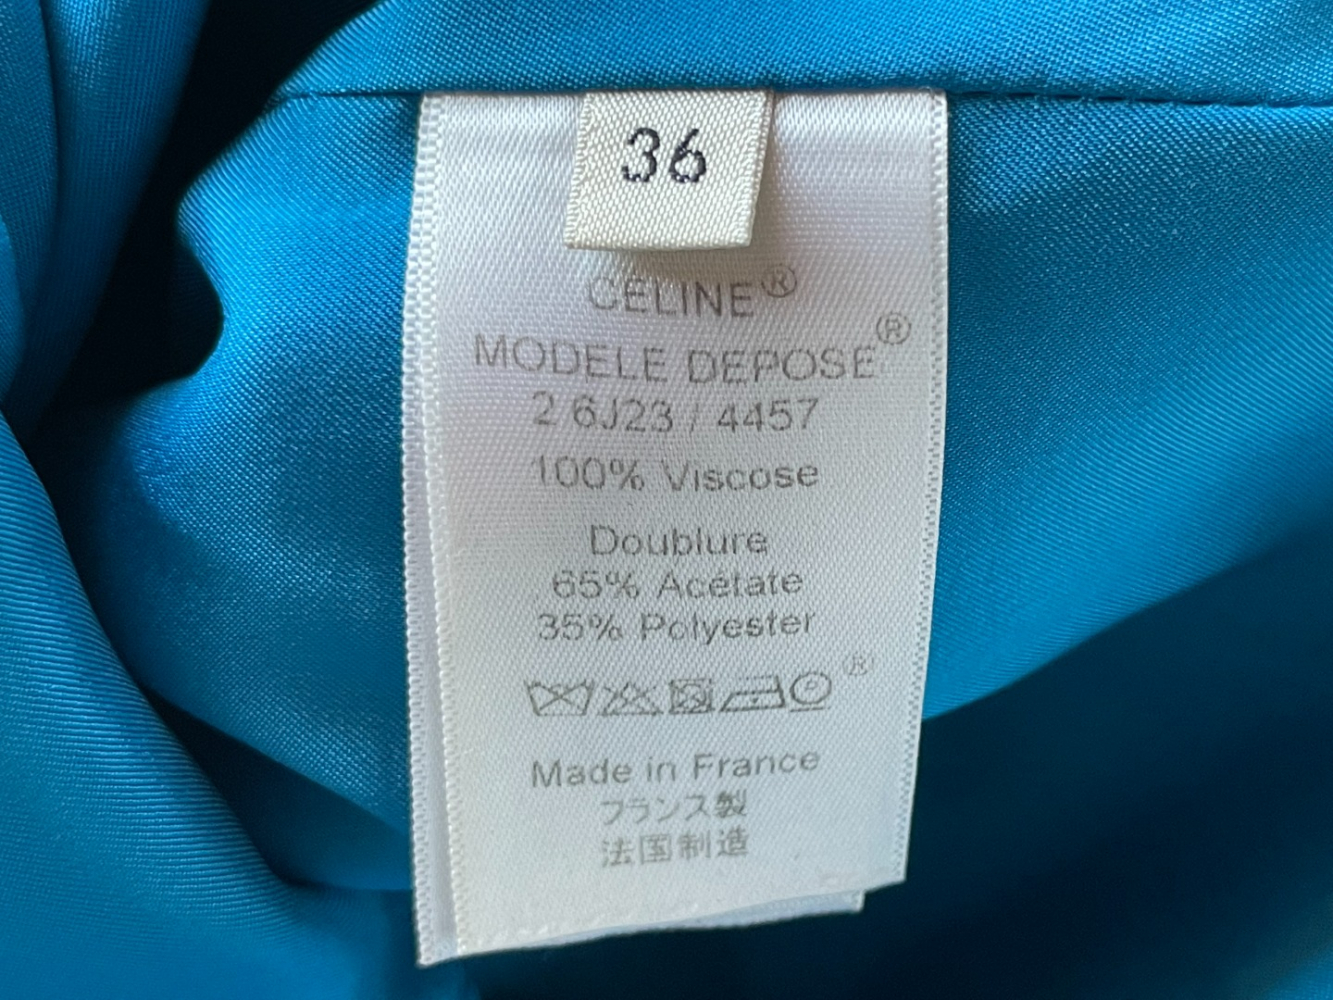 36
CELINE®
MODELE DEPOSE®
2 6J23 / 4457
100% Viscose
Doublure
65% Acétate
35% Polyester
®
Made in France
フランス製
法国制造